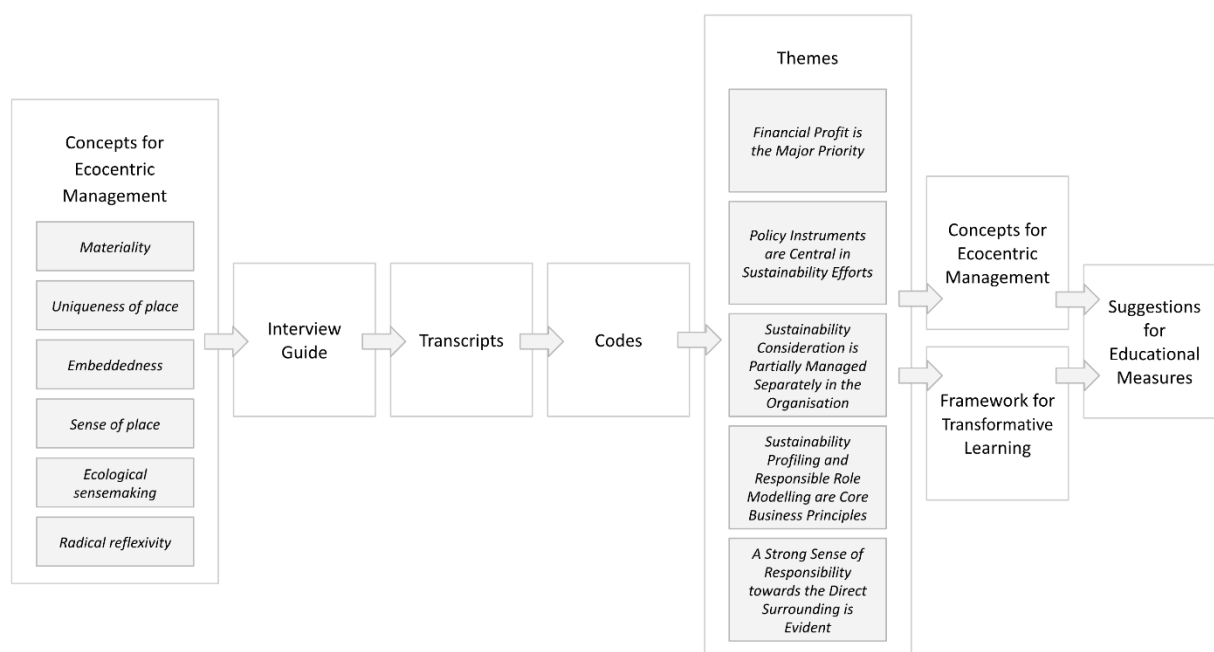 Concepts for
Ecocentric
Management
Materiality
Uniqueness of place
Embeddedness
Sense of place
Ecological
sensemaking
Radical reflexivity
Interview
Guide
Transcripts
Codes
Themes
Financial Profit is
the Major Priority
Policy Instruments
are Central in
Sustainability Efforts
Sustainability
Consideration is
Partially Managed
Separately in the
Organisation
Sustainability
Profiling and
Responsible Role
Modelling are Core
Business Principles
A Strong Sense of
Responsibility
towards the Direct
Surrounding is
Evident
Concepts for
Ecocentric
Management
Framework for
Transformative
Learning
Suggestions
for
Educational
Measures